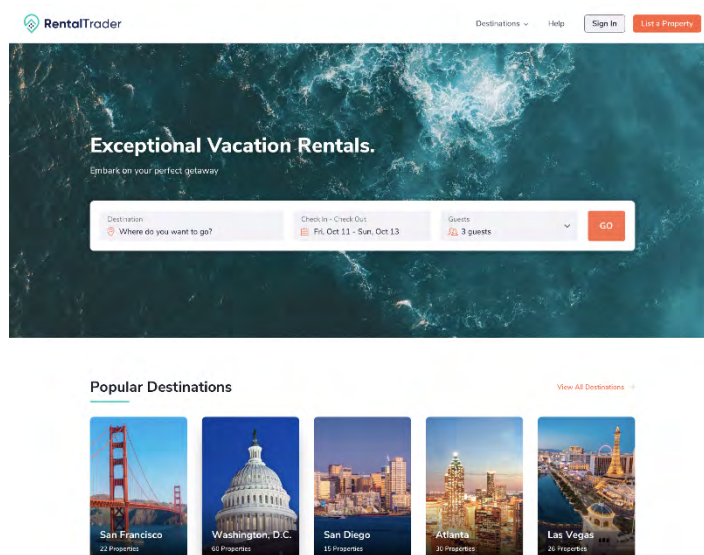 RentalTrader
Destinations
Help
Sign In
List a Property
Exceptional Vacation Rentals.
Embark on your perfect getaway
Destination
Where do you want to go?
Check In - Check Out
Fri, Oct 11 - Sun, Oct 13
Guests
3 guests
GO
Popular Destinations
View All Destinations →
San Francisco
22 Properties
Washington, D.C.
60 Properties
San Diego
15 Properties
Atlanta
30 Properties
Las Vegas
26 Properties